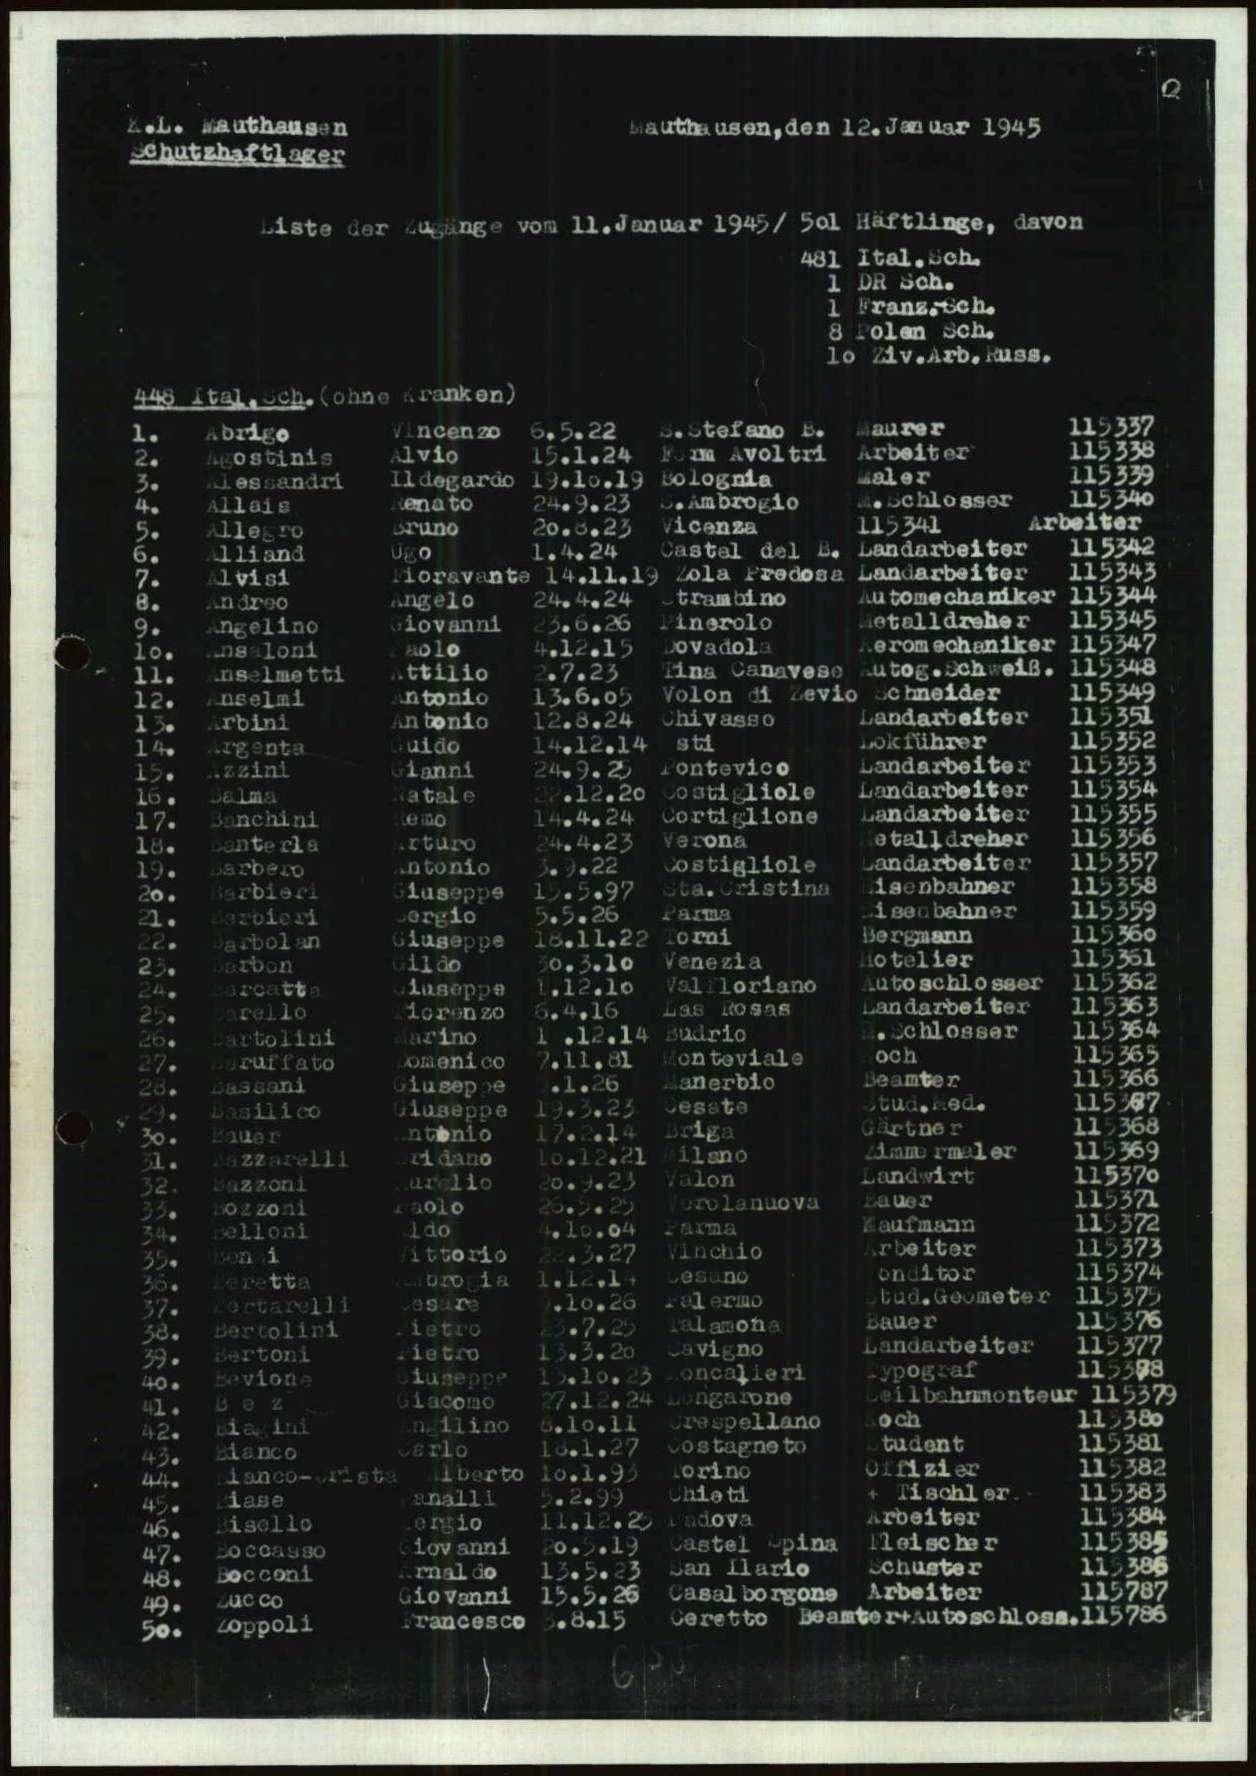 K.L. Mauthausen Mauthausen,den 12.Januar 1945
Schutzhaftlager
Liste der Zugänge vom 11.Januar 1945/ 5o1 Häftlinge, davon
481 Ital.Sch.
1 DR Sch.
1 Franz.-Sch.
8 Polen Sch.
1o Ziv.Arb.Russ.
448 Ital.Sch.(ohne Kranken)
1. Abrigo Vincenzo 6.5.22 S.Stefano B. Maurer 115337
2. Agostinis Alvio 15.1.24 Avoltri Arbeiter 115338
3. Alessandri Ildegardo 19.1o.19 Bolognia Maler 115339
4. Allais Renato 24.9.23 S.Ambrogio M.Schlosser 11534o
5. Allegro Bruno 2o.8.23 Vicenza 115341 Arbeiter
6. Alliand Ugo 1.4.24 Castel del B. Landarbeiter 115342
7. Alvisi Fioravante 14.11.19 Zola Predosa Landarbeiter 115343
8. Andreo Angelo 24.4.24 Strambino Automechaniker 115344
9. Angelino Giovanni 23.6.26 Pinerolo Metalldreher 115345
1o. Ansaloni Paolo 4.12.15 Dovadola Aeromechaniker 115347
11. Anselmetti Attilio 2.7.23 Tina Canavese Autog.Schweiß. 115348
12. Anselmi Antonio 13.6.o5 Volon di Zevio Schneider 115349
13. Arbini Antonio 12.8.24 Chivasso Landarbeiter 115351
14. Argenta Guido 14.12.14 sti Lokführer 115352
15. Azzini Gianni 24.9.25 Pontevico Landarbeiter 115353
16. Balma Natale 22.12.2o Costigliole Landarbeiter 115354
17. Banchini Remo 14.4.24 Cortiglione Landarbeiter 115355
18. Banterla Arturo 24.4.23 Verona Metalldreher 115356
19. Barbero Antonio 3.9.22 Costigliole Landarbeiter 115357
2o. Barbieri Giuseppe 15.5.97 Sta.Cristina Eisenbahner 115358
21. Barbieri Sergio 5.5.26 Parma Eisenbahner 115359
22. Barbolan Giuseppe 18.11.22 Torni Bergmann 11536o
23. Barbon Gildo 3o.3.1o Venezia Hotelier 115361
24. Barcatta Giuseppe 1.12.1o Valfloriano Autoschlosser 115362
25. Barello Fiorenzo 6.4.16 Las Rosas Landarbeiter 115363
26. Bartolini Marino 1 .12.14 Budrio M.Schlosser 115364
27. Baruffato Domenico 7.11.81 Monteviale Koch 115365
28. Bassani Giuseppe .1.26 Manerbio Beamter 115366
29. Basilico Giuseppe 19.3.23 Cesate Stud.Med. 115367
3o. Bauer Antonio 17.2.14 Briga Gärtner 115368
31. Bazzarelli Eridano 1o.12.21 Milano Zimmermaler 115369
32. Bazzoni Aurelio 2o.9.23 Valon Landwirt 11537o
33. Bozzoni Paolo 26.5.25 Verolanuova Bauer 115371
34. Belloni Aldo 4.1o.o4 Parma Kaufmann 115372
35. Vittorio 22.3.27 Vinchio Arbeiter 115373
36. Beretta Ambrogia 1.12.14 Cesano Konditor 115374
37. Bertarelli Cesare .1o.26 Palermo Stud.Geometer 115375
38. Bertolini Pietro 23.7.25 Talamona Bauer 115376
39. Bertoni Pietro 13.3.2o Cavigno Landarbeiter 115377
4o. Bevione Giuseppe 15.1o.23 Moncalieri Typograf 115378
41. B e z Giacomo 27.12.24 Longarone Seilbahnmonteur 115379
42. Biagini Angilino 8.1o.11 Crespellano Koch 11538o
43. Bianco Carlo 18.1.27 Costagneto Student 115381
44. Bianco-Crista Alberto 1o.1.93 Torino Offizier 115382
45. Biase 5.2.99 Chieti + Tischler 115383
46. Bisello Sergio 11.12.25 Padova Arbeiter 115384
47. Boccasso Giovanni 2o.5.19 Castel Spina Fleischer 115385
48. Bocconi Arnaldo 13.5.23 San Ilario Schuster 115386
49. Zucco Giovanni 15.5.26 Casalborgone Arbeiter 115787
5o. Zoppoli Francesco 3.8.15 Ceretto Beamter+Autoschloss.115786